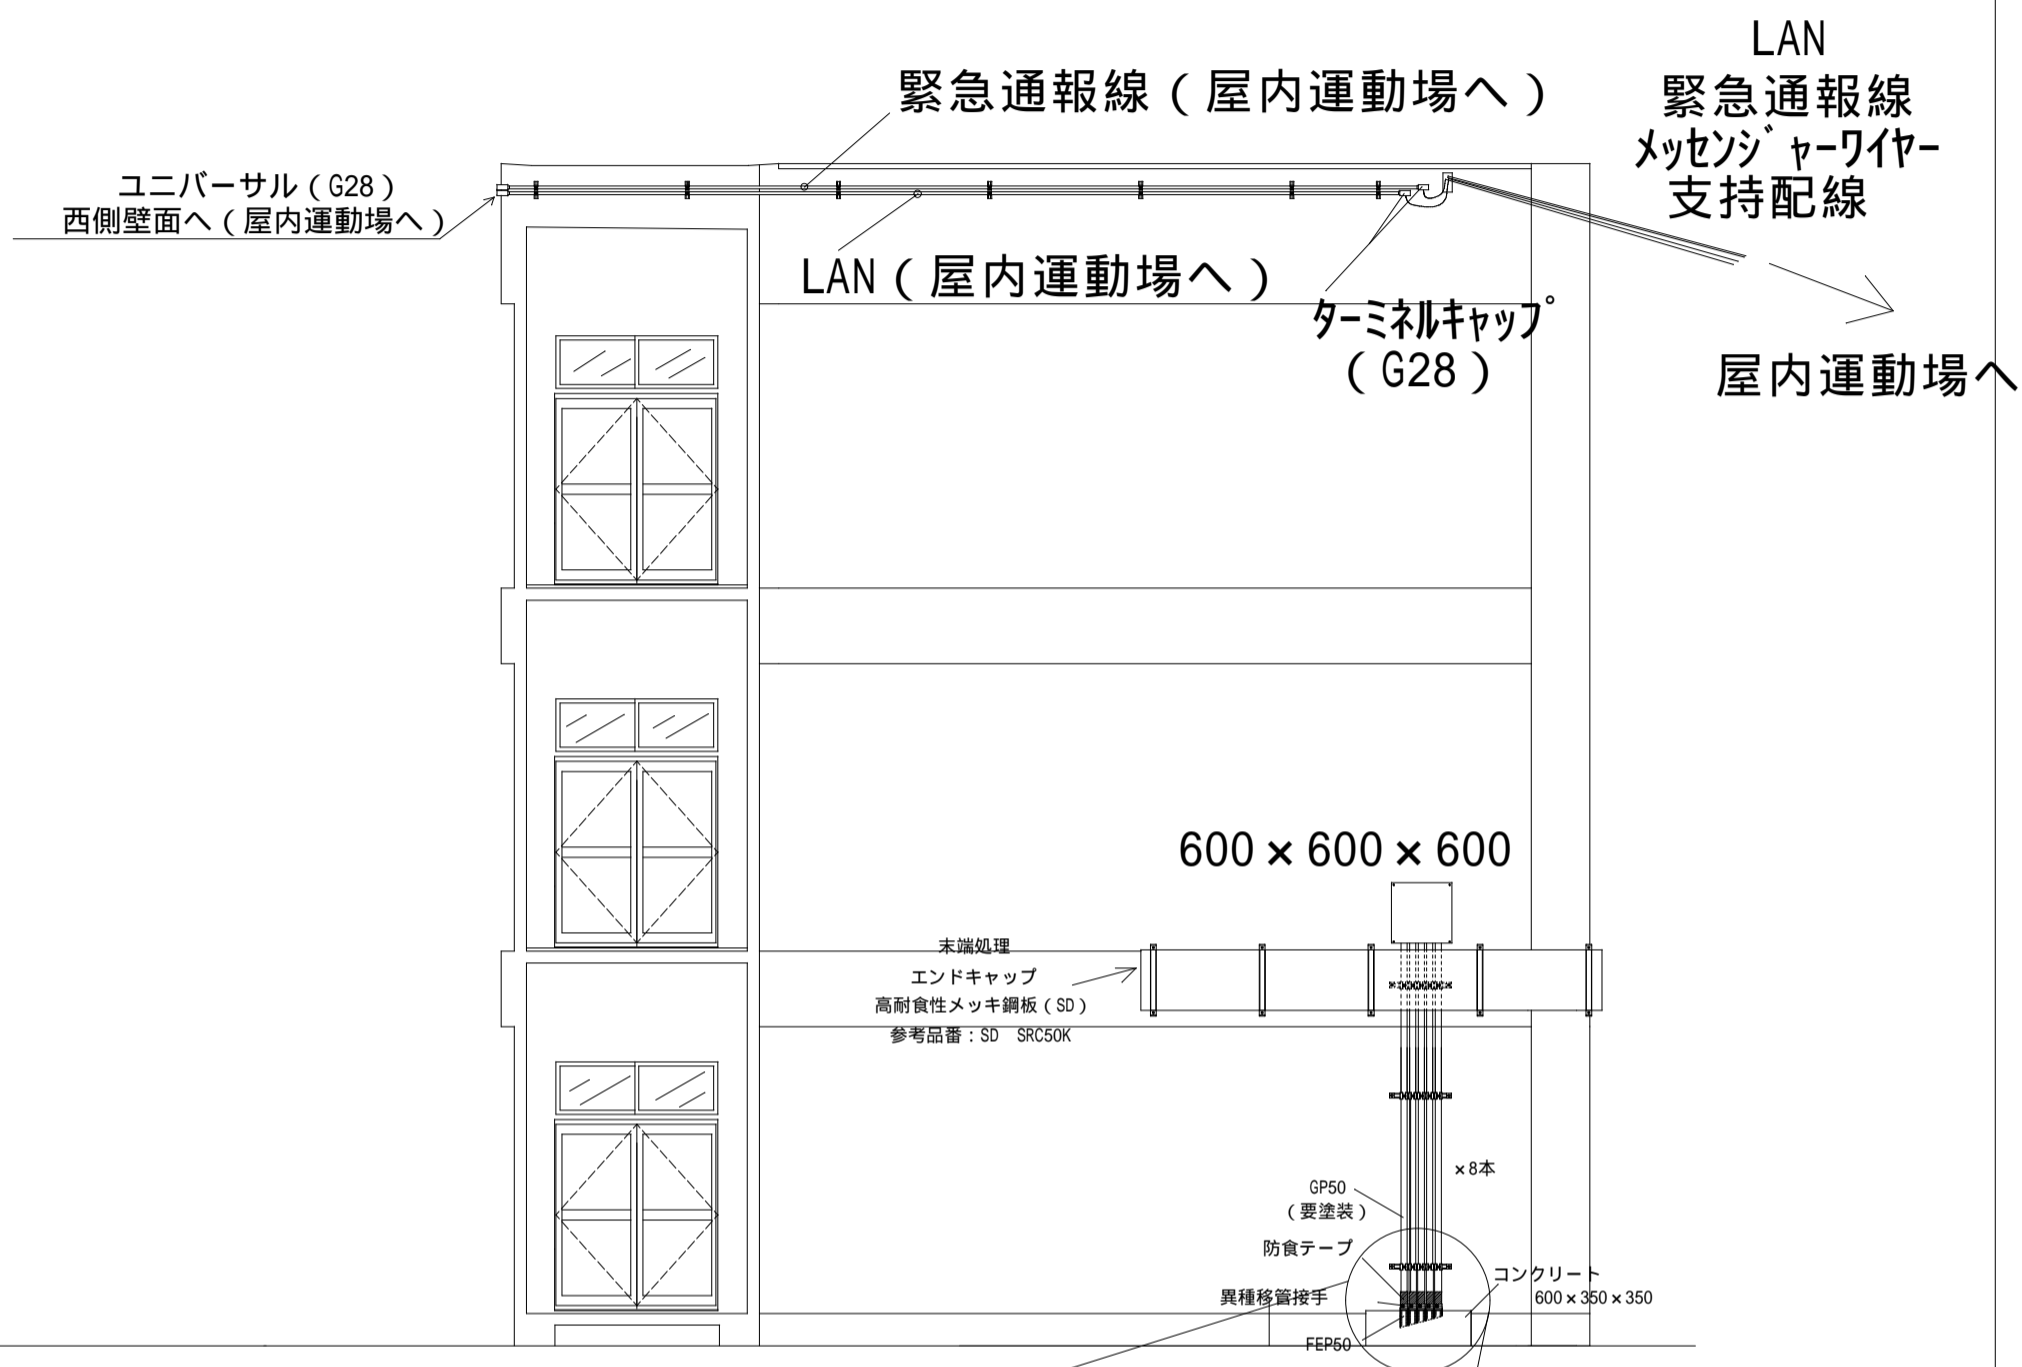 LAN
緊急通報線
メッセンジャーワイヤー
支持配線
緊急通報線(屋内運動場へ)
ユニバーサル(G28)
西側壁面へ(屋内運動場へ)
LAN(屋内運動場へ)
ターミネルキャップ
(G28)
屋内運動場へ
600×600×600
末端処理
エンドキャップ
高耐食性メッキ鋼板(SD)
参考品番:SD SRC50K
×8本
GP50
(要塗装)
防食テープ
異種移管接手
コンクリート
600×350×350
FEP50